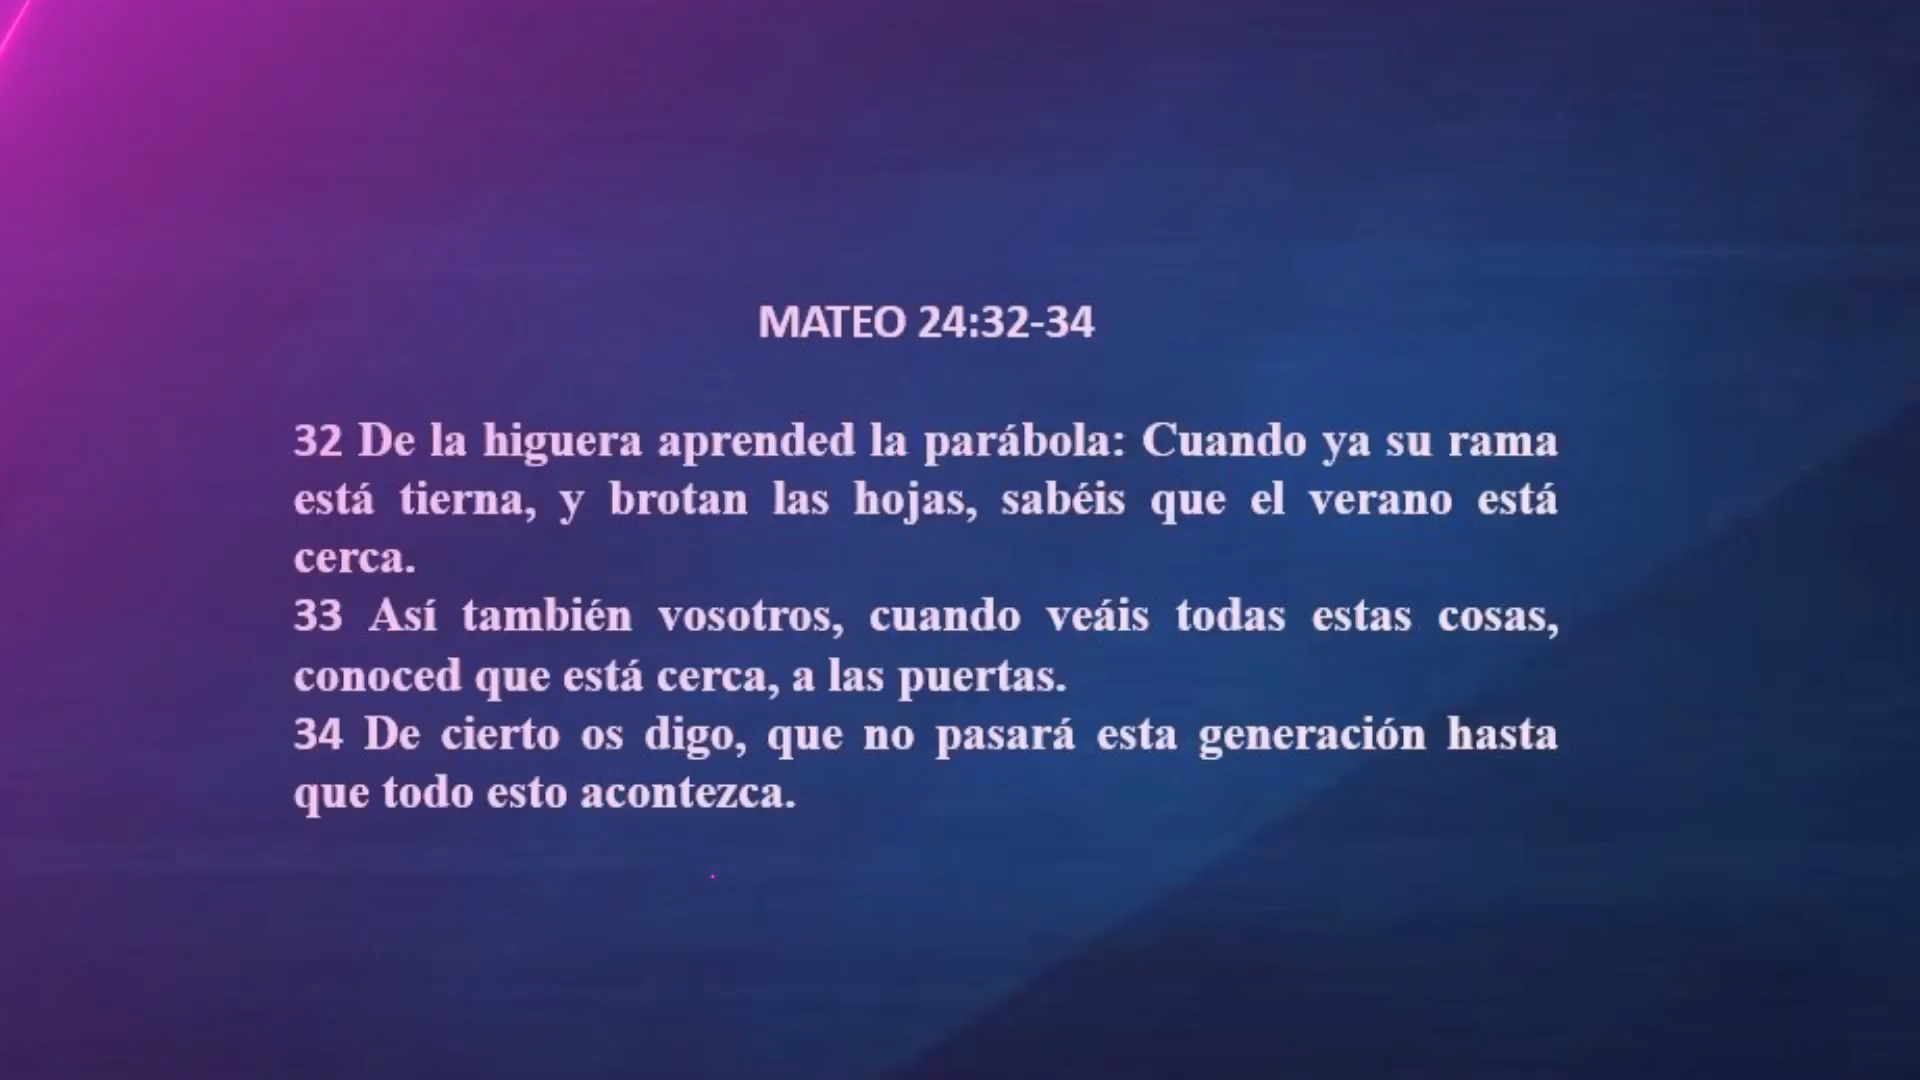 MATEO 24:32-34
32 De la higuera aprended la parábola: Cuando ya su rama
está tierna, y brotan las hojas, sabéis que el verano está
cerca.
33 Así también vosotros, cuando veáis todas estas cosas,
conoced que está cerca, a las puertas.
34 De cierto os digo, que no pasará esta generación hasta
que todo esto acontezca.